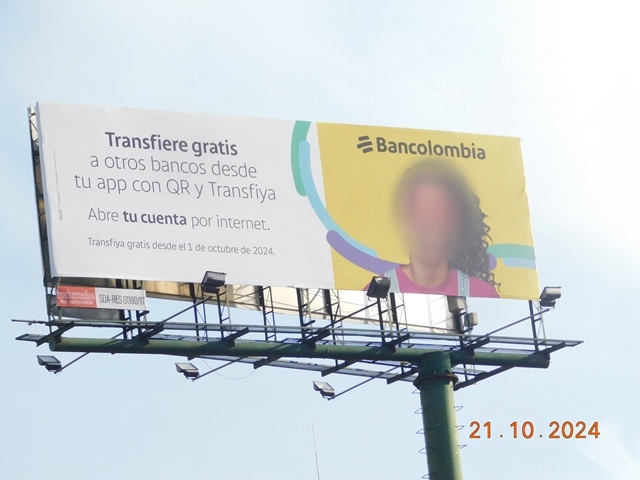 Transfiere gratis
a otros bancos desde
tu app con QR y Transfiya
Abre tu cuenta por internet.
Transfiya gratis desde el 1 de octubre de 2024.
Bancolombia
21.10.2024